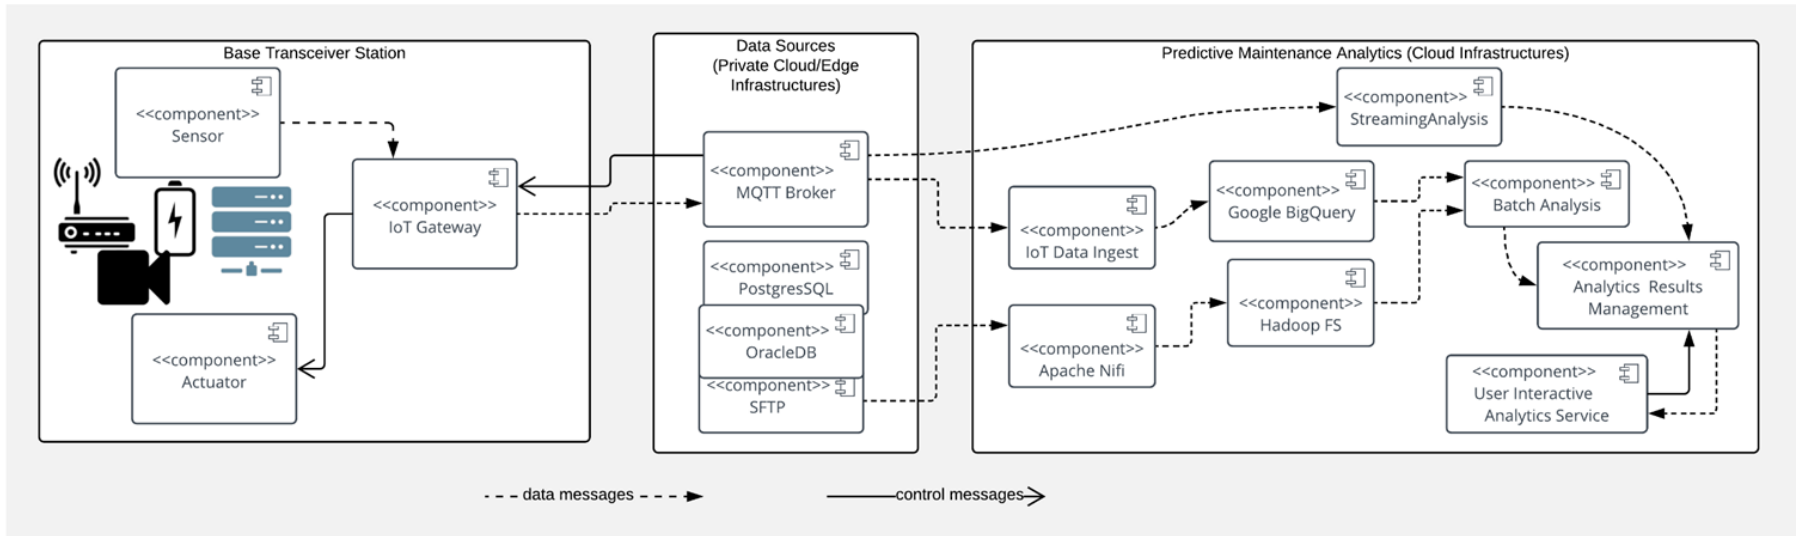 Base Transceiver Station
<<component>>
Sensor
<<component>>
IoT Gateway
<<component>>
Actuator
Data Sources
(Private Cloud/Edge
Infrastructures)
<<component>>
MQTT Broker
<<component>>
PostgresSQL
<<component>>
OracleDB
<<component>>
SFTP
Predictive Maintenance Analytics (Cloud Infrastructures)
<<component>>
StreamingAnalysis
<<component>>
IoT Data Ingest
<<component>>
Google BigQuery
<<component>>
Batch Analysis
<<component>>
Apache Nifi
<<component>>
Hadoop FS
<<component>>
Analytics Results
Management
<<component>>
User Interactive
Analytics Service
data messages
control messages